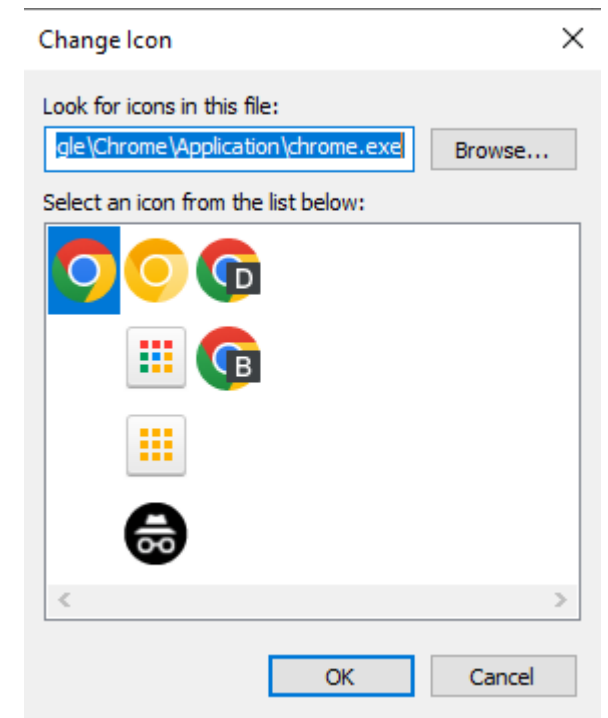 Change Icon
Look for icons in this file:
gle\Chrome\Application\chrome.exe
Browse...
Select an icon from the list below:
D
B
OK
Cancel